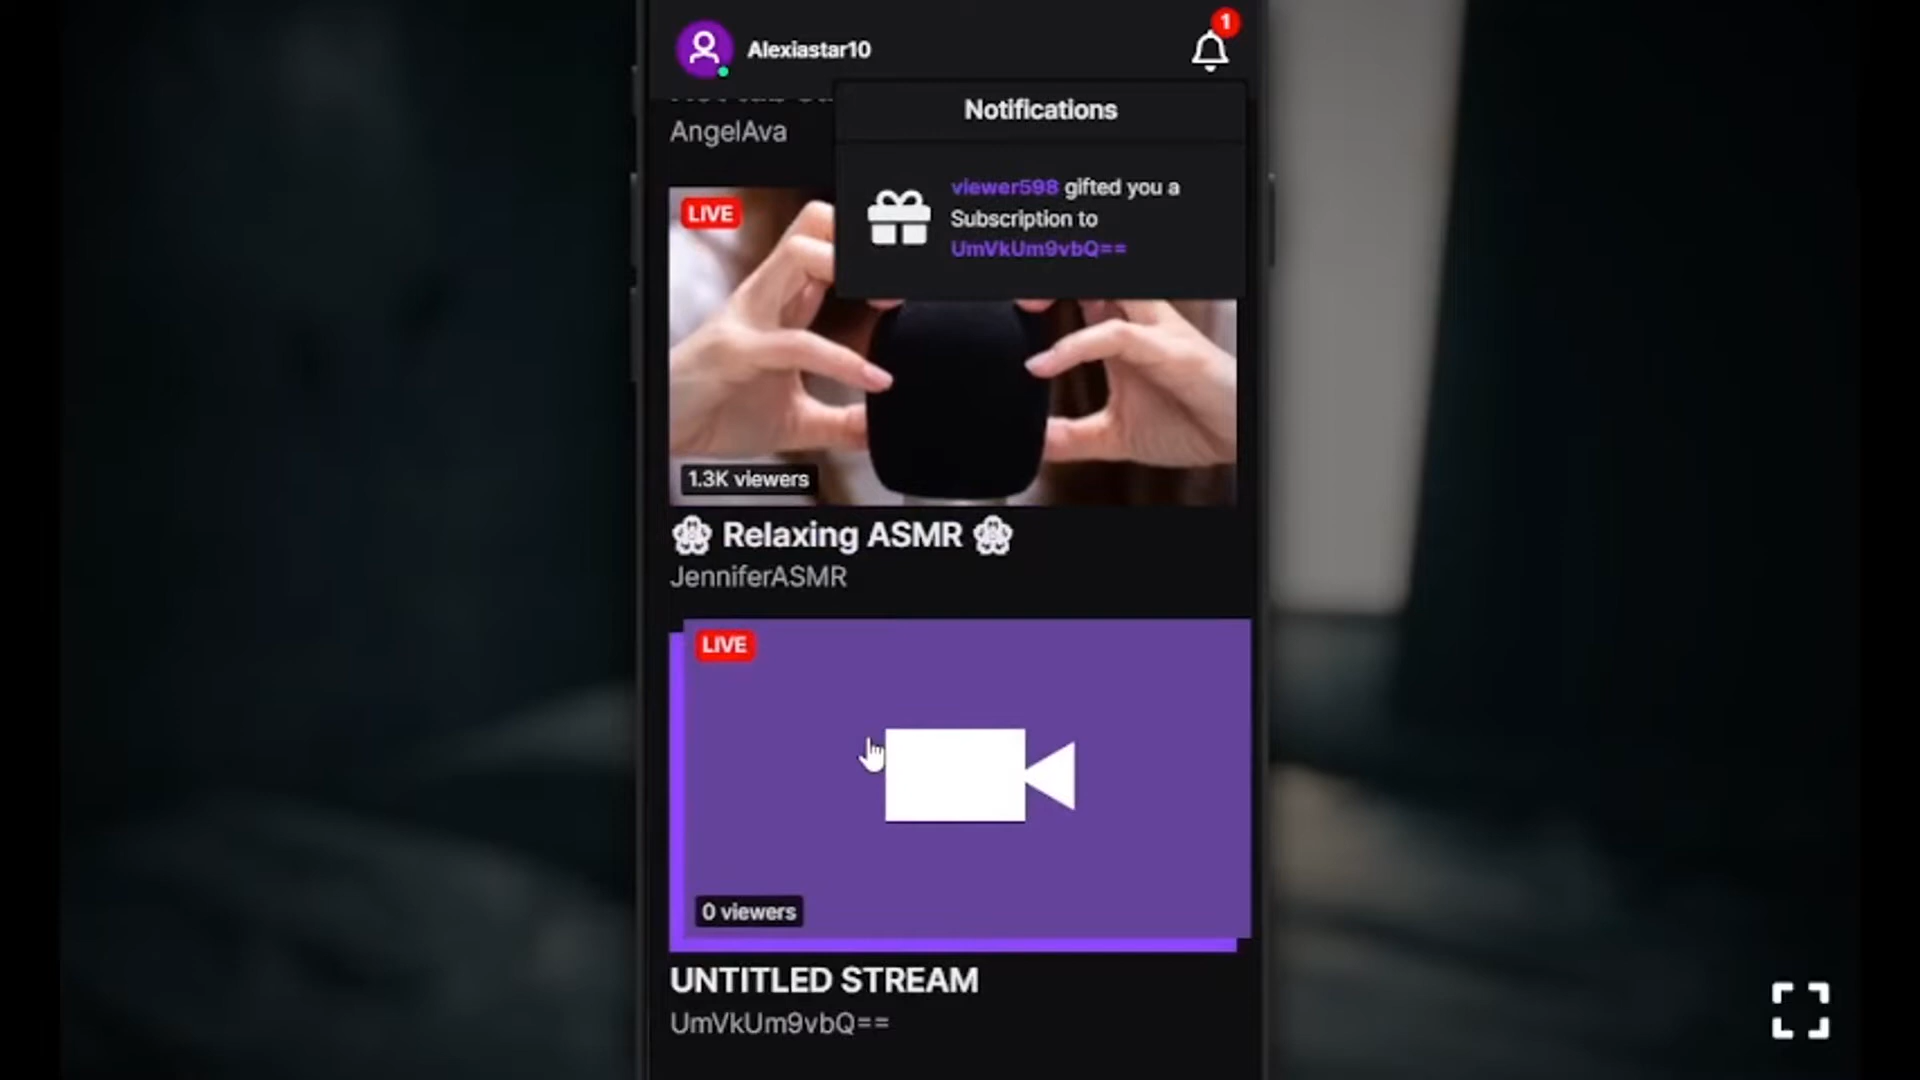 Alexiastar10
1
Notifications
AngelAva
viewer598 gifted you a
Subscription to
UmVkUm9vbQ==
LIVE
1.3K viewers
Relaxing ASMR
JenniferASMR
LIVE
0 viewers
UNTITLED STREAM
UmVkUm9vbQ==